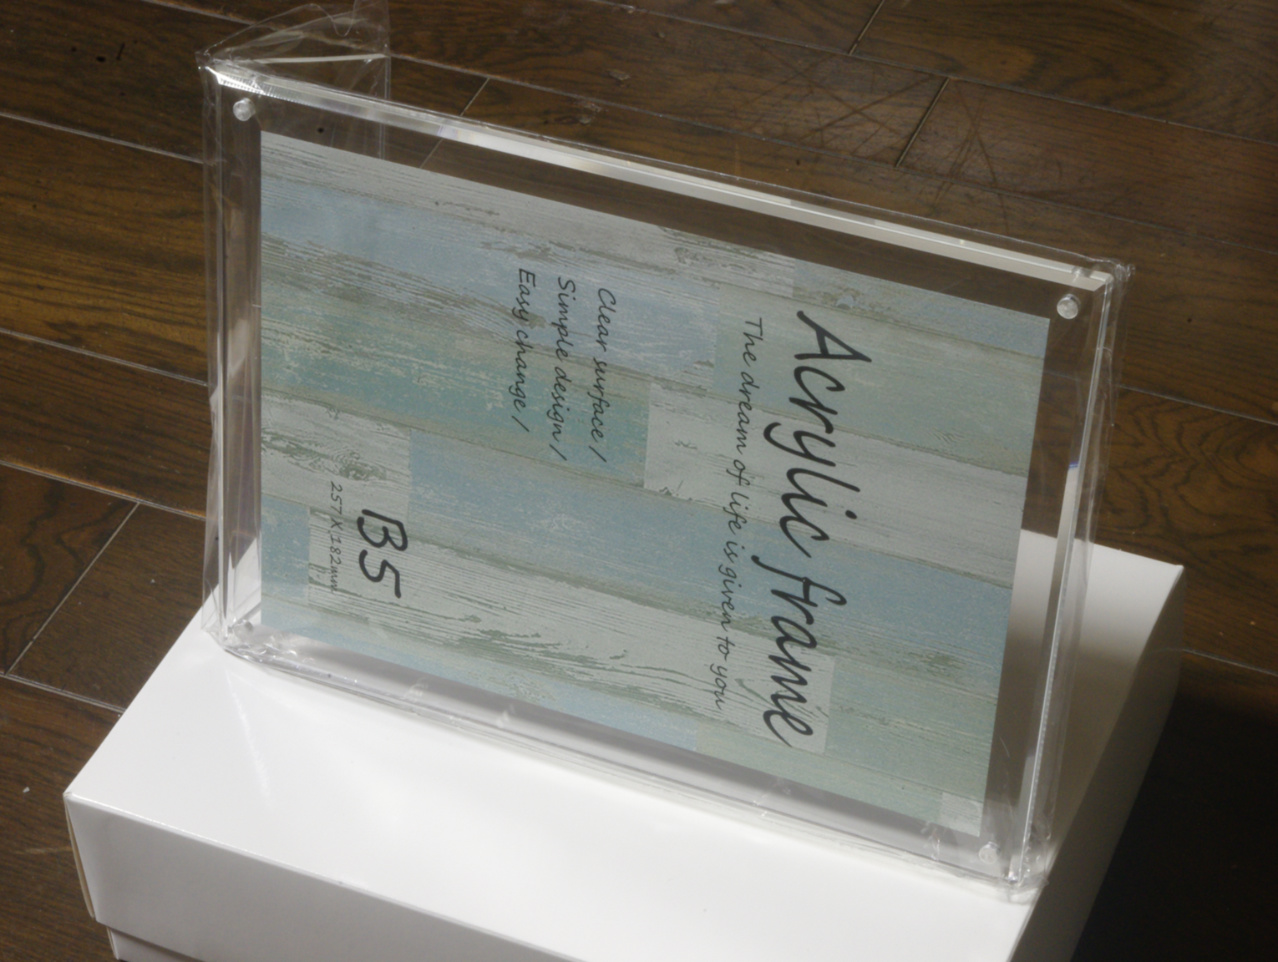 Acrylic frame
The dream of life is given to you
Clear surface /
Simple design /
Easy change /
B5
257 X 182mm